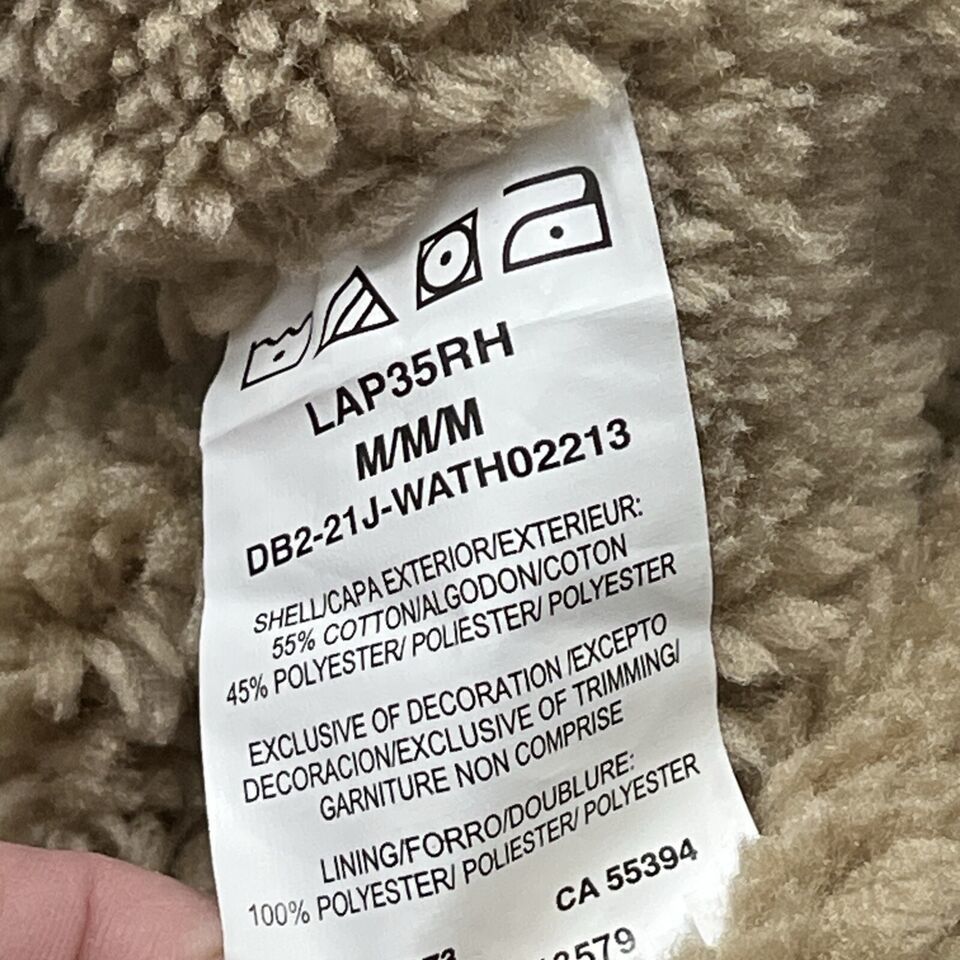 LAP35RH
M/M/M
DB2-21J-WATH02213
SHELL/CAPA EXTERIOR/EXTERIEUR:
55% COTTON/ALGODON/COTON
45% POLYESTER/ POLIESTER/ POLYESTER
EXCLUSIVE OF DECORATION /EXCEPTO
DECORACION/EXCLUSIVE OF TRIMMING/
GARNITURE NON COMPRISE
LINING/FORRO/DOUBLURE:
100% POLYESTER/ POLIESTER/ POLYESTER
CA 55394